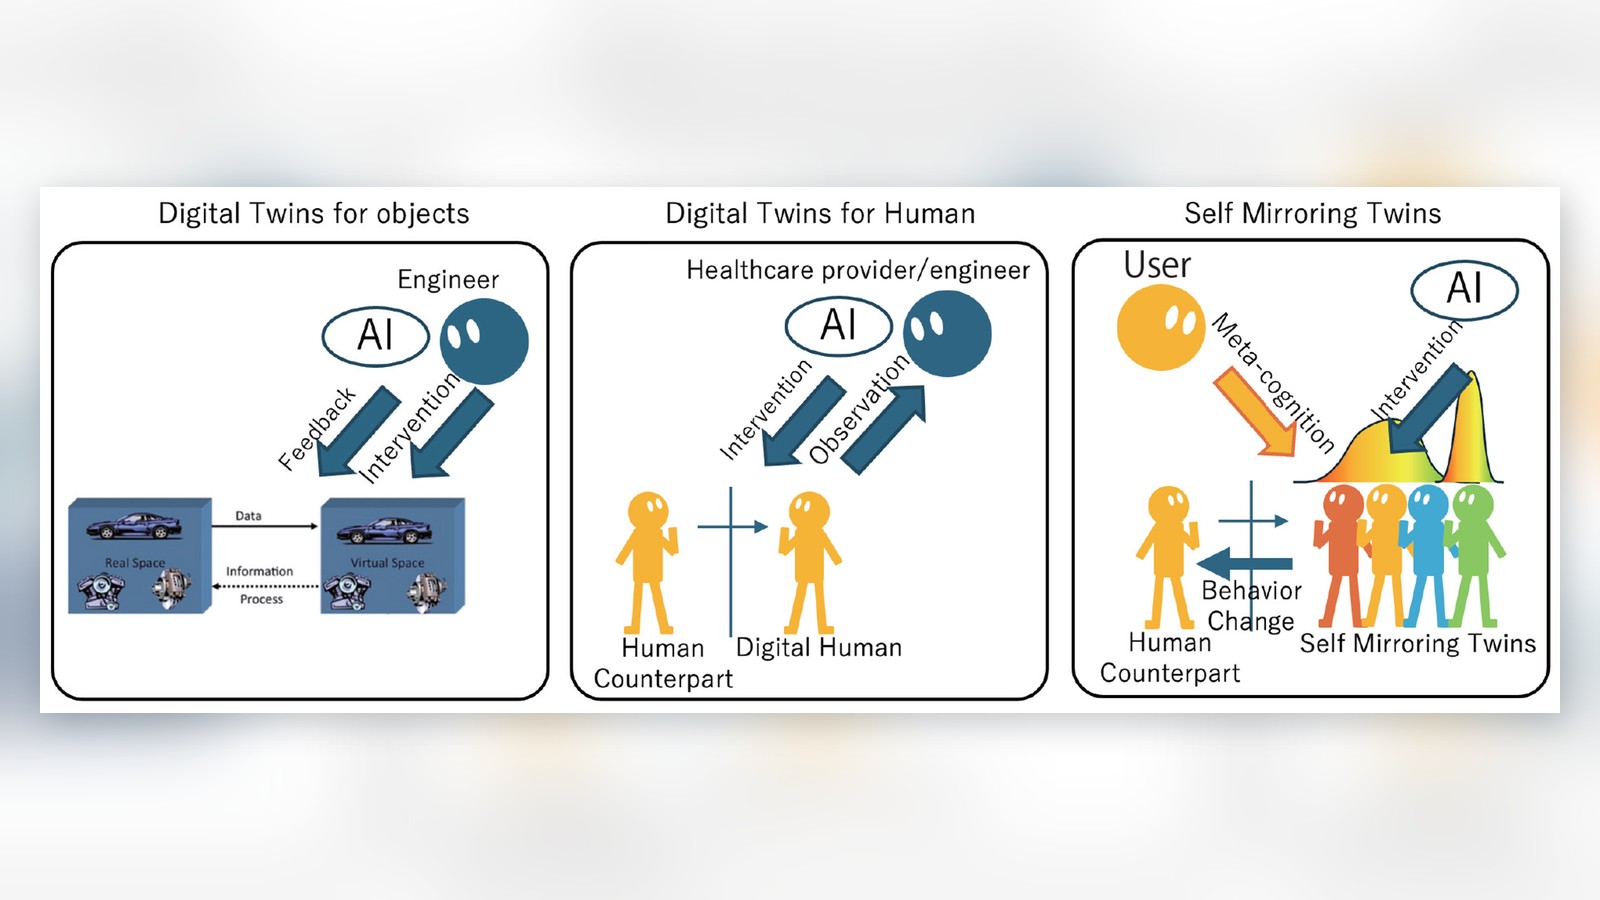 Digital Twins for objects
Engineer
AI
Feedback
Intervention
Real Space
Data
Information
Process
Virtual Space
Digital Twins for Human
Healthcare provider/engineer
AI
Intervention
Observation
Human
Counterpart
Digital Human
Self Mirroring Twins
User
AI
Meta-cognition
Intervention
Behavior
Change
Human
Counterpart
Self Mirroring Twins